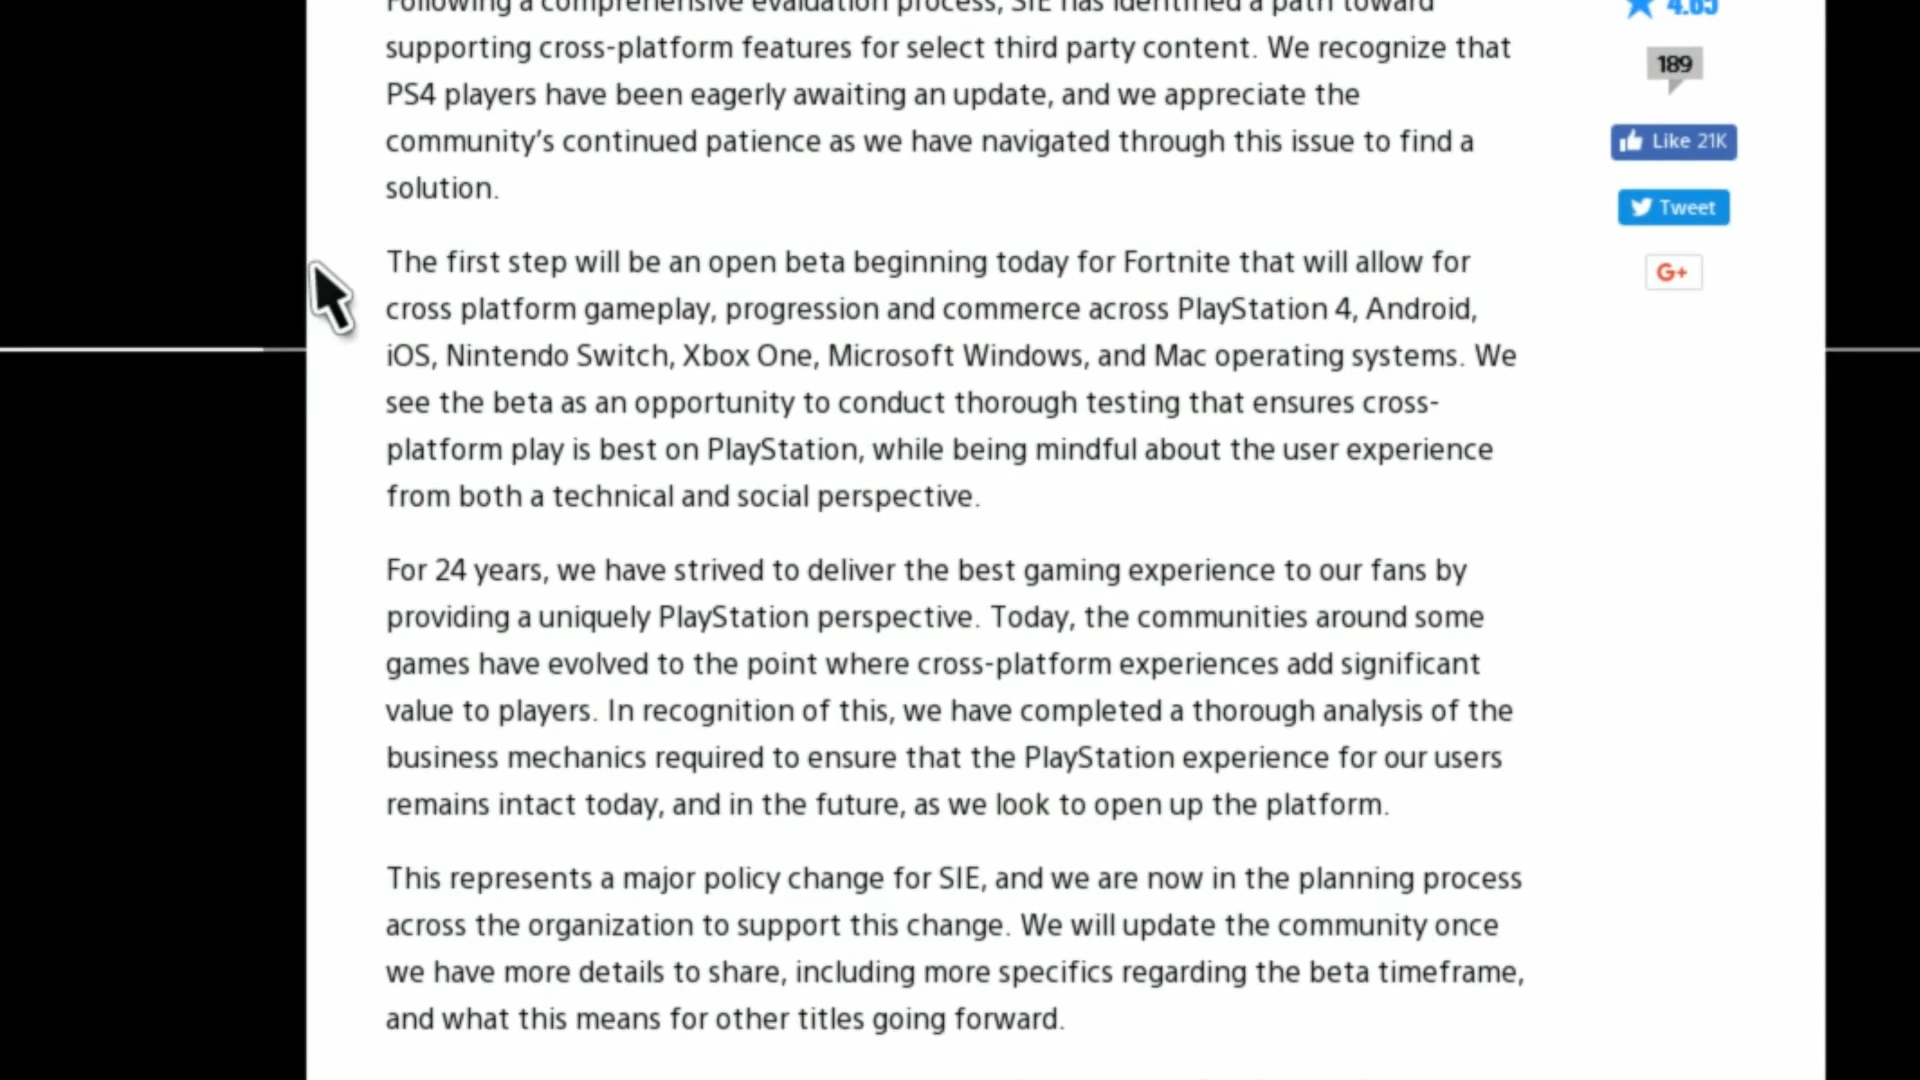 Following a comprehensive evaluation process, SIE has identified a path toward
supporting cross-platform features for select third party content. We recognize that
PS4 players have been eagerly awaiting an update, and we appreciate the
community's continued patience as we have navigated through this issue to find a
solution.
The first step will be an open beta beginning today for Fortnite that will allow for
cross platform gameplay, progression and commerce across PlayStation 4, Android,
iOS, Nintendo Switch, Xbox One, Microsoft Windows, and Mac operating systems. We
see the beta as an opportunity to conduct thorough testing that ensures cross-
platform play is best on PlayStation, while being mindful about the user experience
from both a technical and social perspective.
For 24 years, we have strived to deliver the best gaming experience to our fans by
providing a uniquely PlayStation perspective. Today, the communities around some
games have evolved to the point where cross-platform experiences add significant
value to players. In recognition of this, we have completed a thorough analysis of the
business mechanics required to ensure that the PlayStation experience for our users
remains intact today, and in the future, as we look to open up the platform.
This represents a major policy change for SIE, and we are now in the planning process
across the organization to support this change. We will update the community once
we have more details to share, including more specifics regarding the beta timeframe,
and what this means for other titles going forward.
4.65
189
Like 21K
Tweet
G+